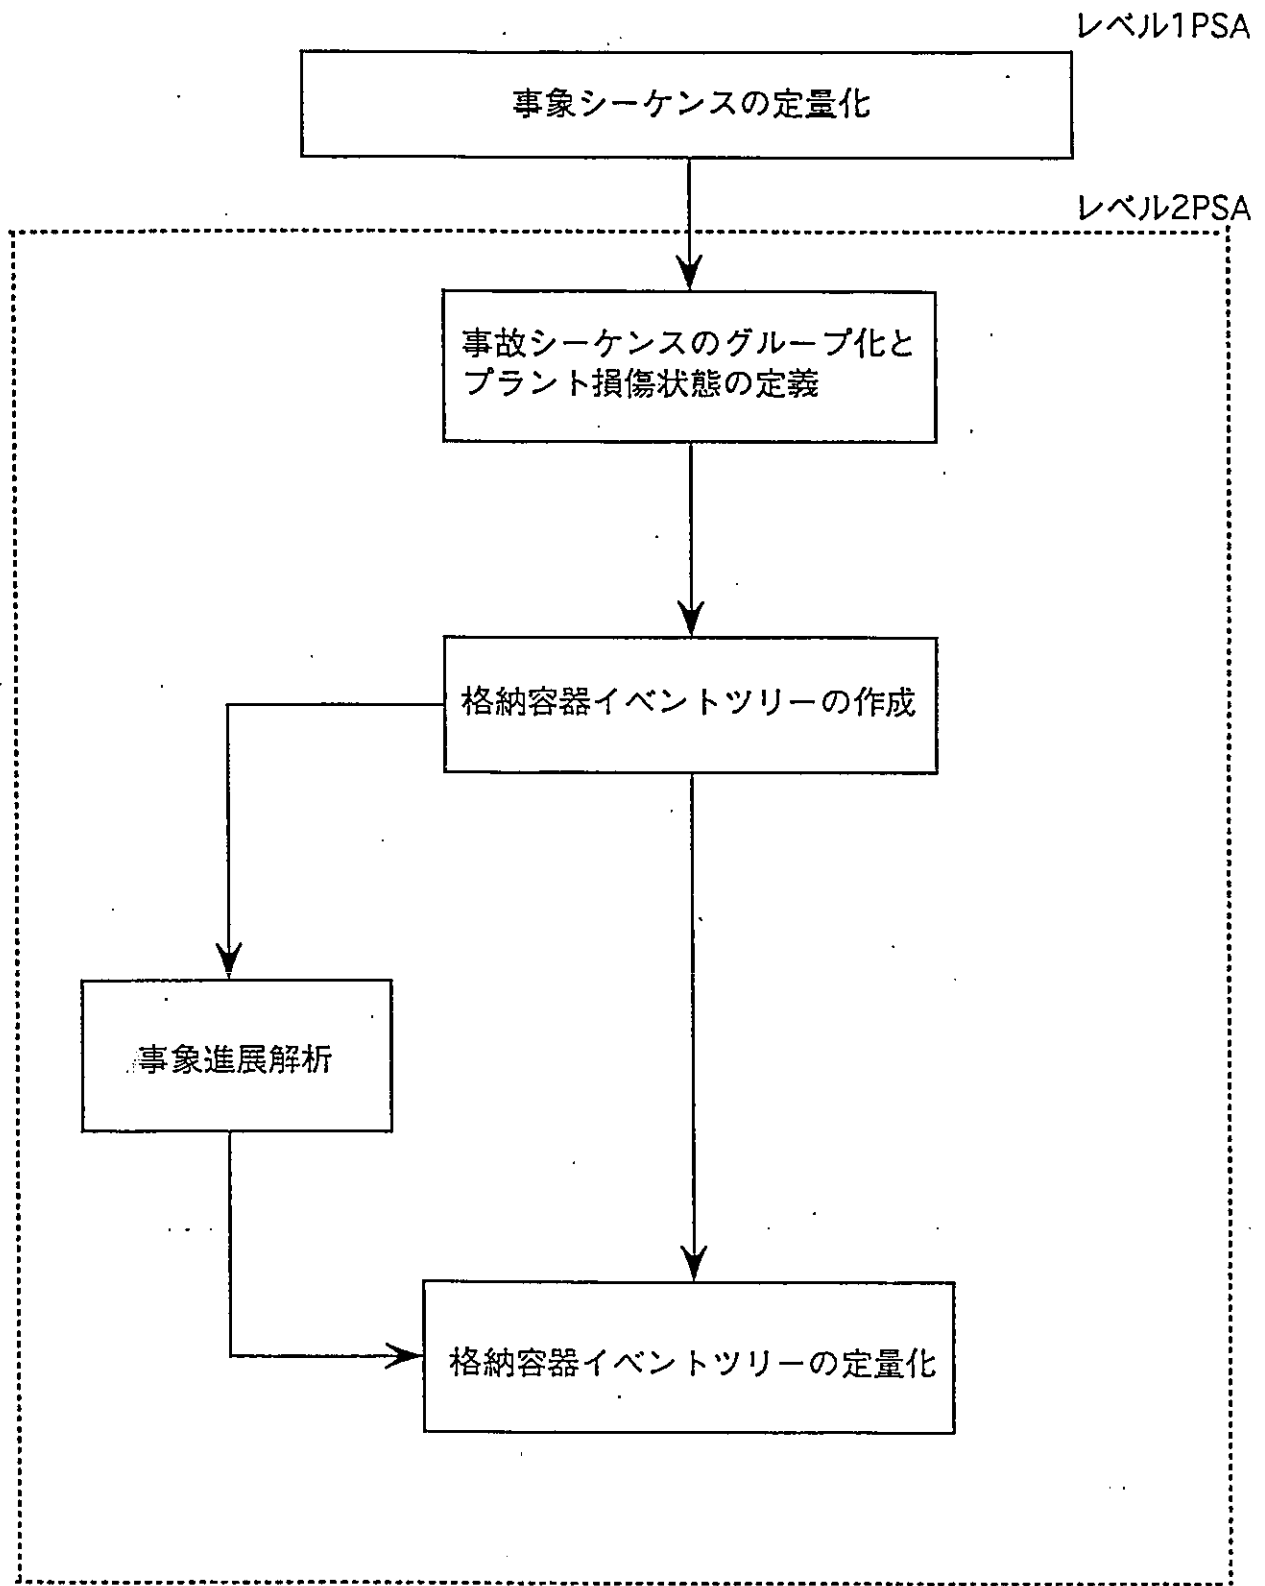 レベル1PSA
事象シーケンスの定量化
レベル2PSA
事故シーケンスのグループ化と
プラント損傷状態の定義
格納容器イベントツリーの作成
事象進展解析
格納容器イベントツリーの定量化